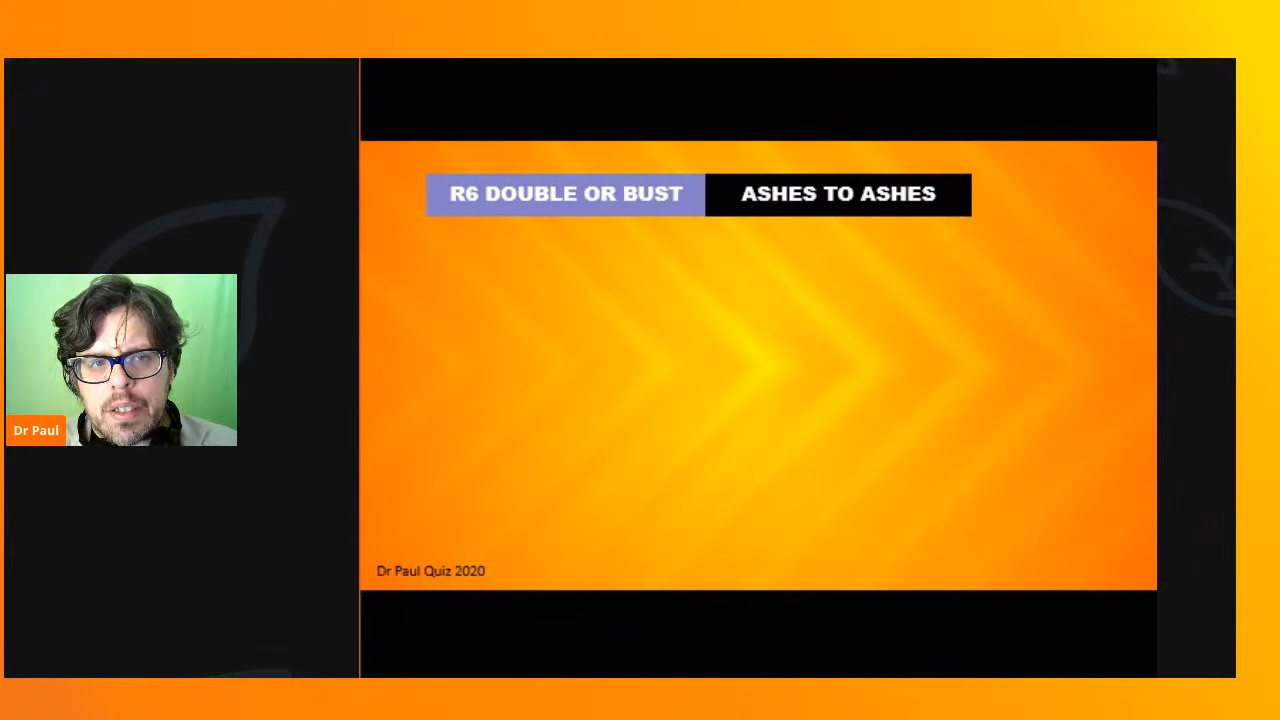 R6 DOUBLE OR BUST
ASHES TO ASHES
Dr Paul
Dr Paul Quiz 2020